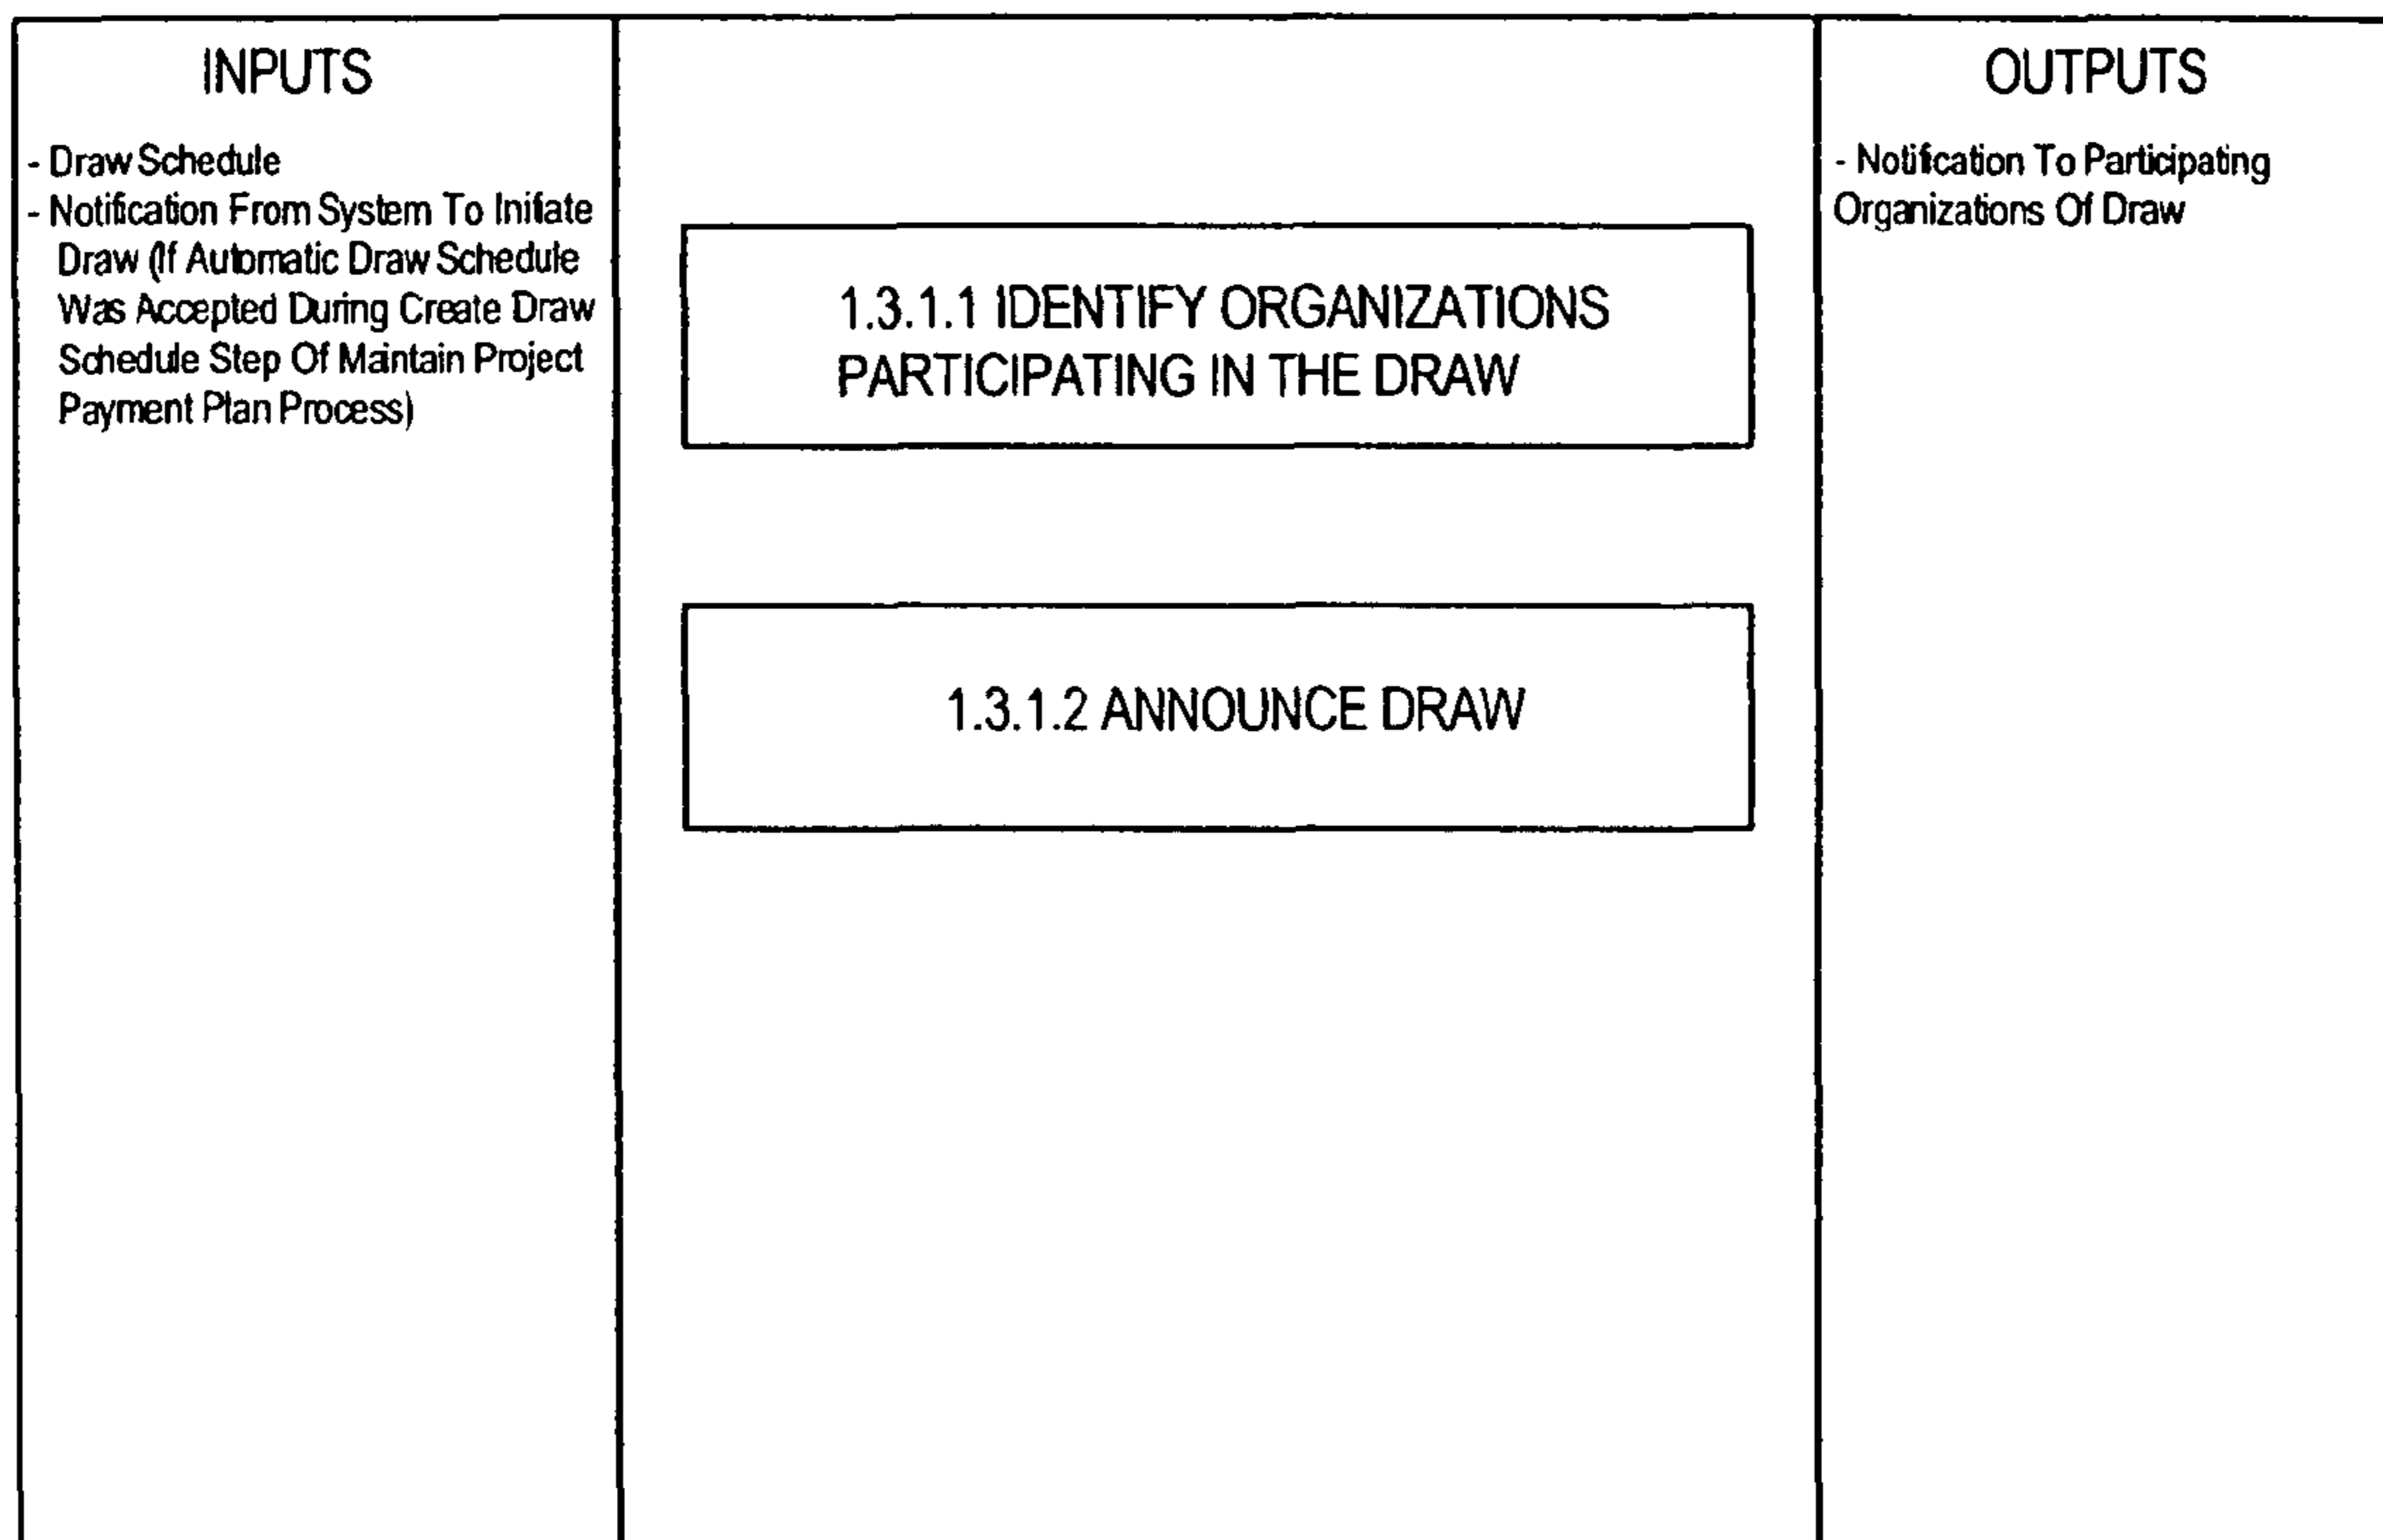 INPUTS
- Draw Schedule
- Notification From System To Initiate
Draw (If Automatic Draw Schedule
Was Accepted During Create Draw
Schedule Step Of Maintain Project
Payment Plan Process)
1.3.1.1 IDENTIFY ORGANIZATIONS
PARTICIPATING IN THE DRAW
1.3.1.2 ANNOUNCE DRAW
OUTPUTS
- Notification To Participating
Organizations Of Draw